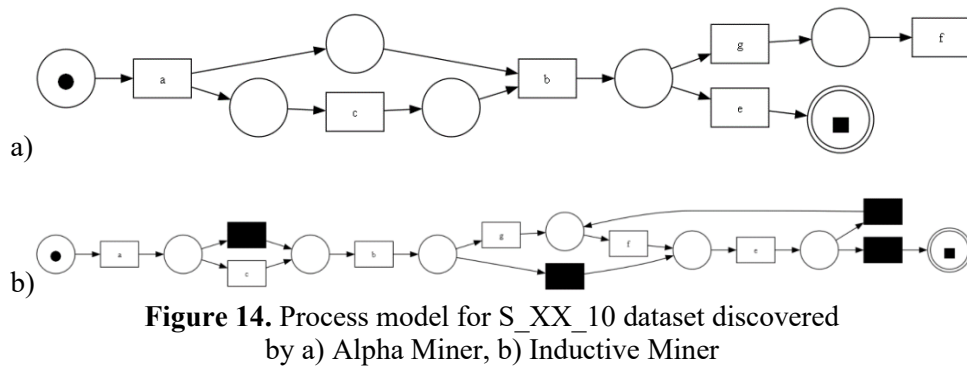 g
f
a
b
c
e
a)
g
f
a
b
e
c
b)
Figure 14. Process model for S_XX_10 dataset discovered
by a) Alpha Miner, b) Inductive Miner